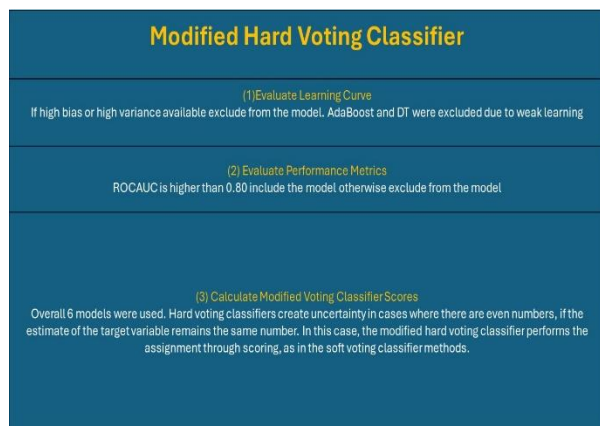 Modified Hard Voting Classifier
(1)Evaluate Learning Curve
If high bias or high variance available exclude from the model. AdaBoost and DT were excluded due to weak learning
(2) Evaluate Performance Metrics
ROCAUC is higher than 0.80 include the model otherwise exclude from the model
(3) Calculate Modified Voting Classifier Scores
Overall 6 models were used. Hard voting classifiers create uncertainty in cases where there are even numbers, if the
estimate of the target variable remains the same number. In this case, the modified hard voting classifier performs the
assignment through scoring, as in the soft voting classifier methods.